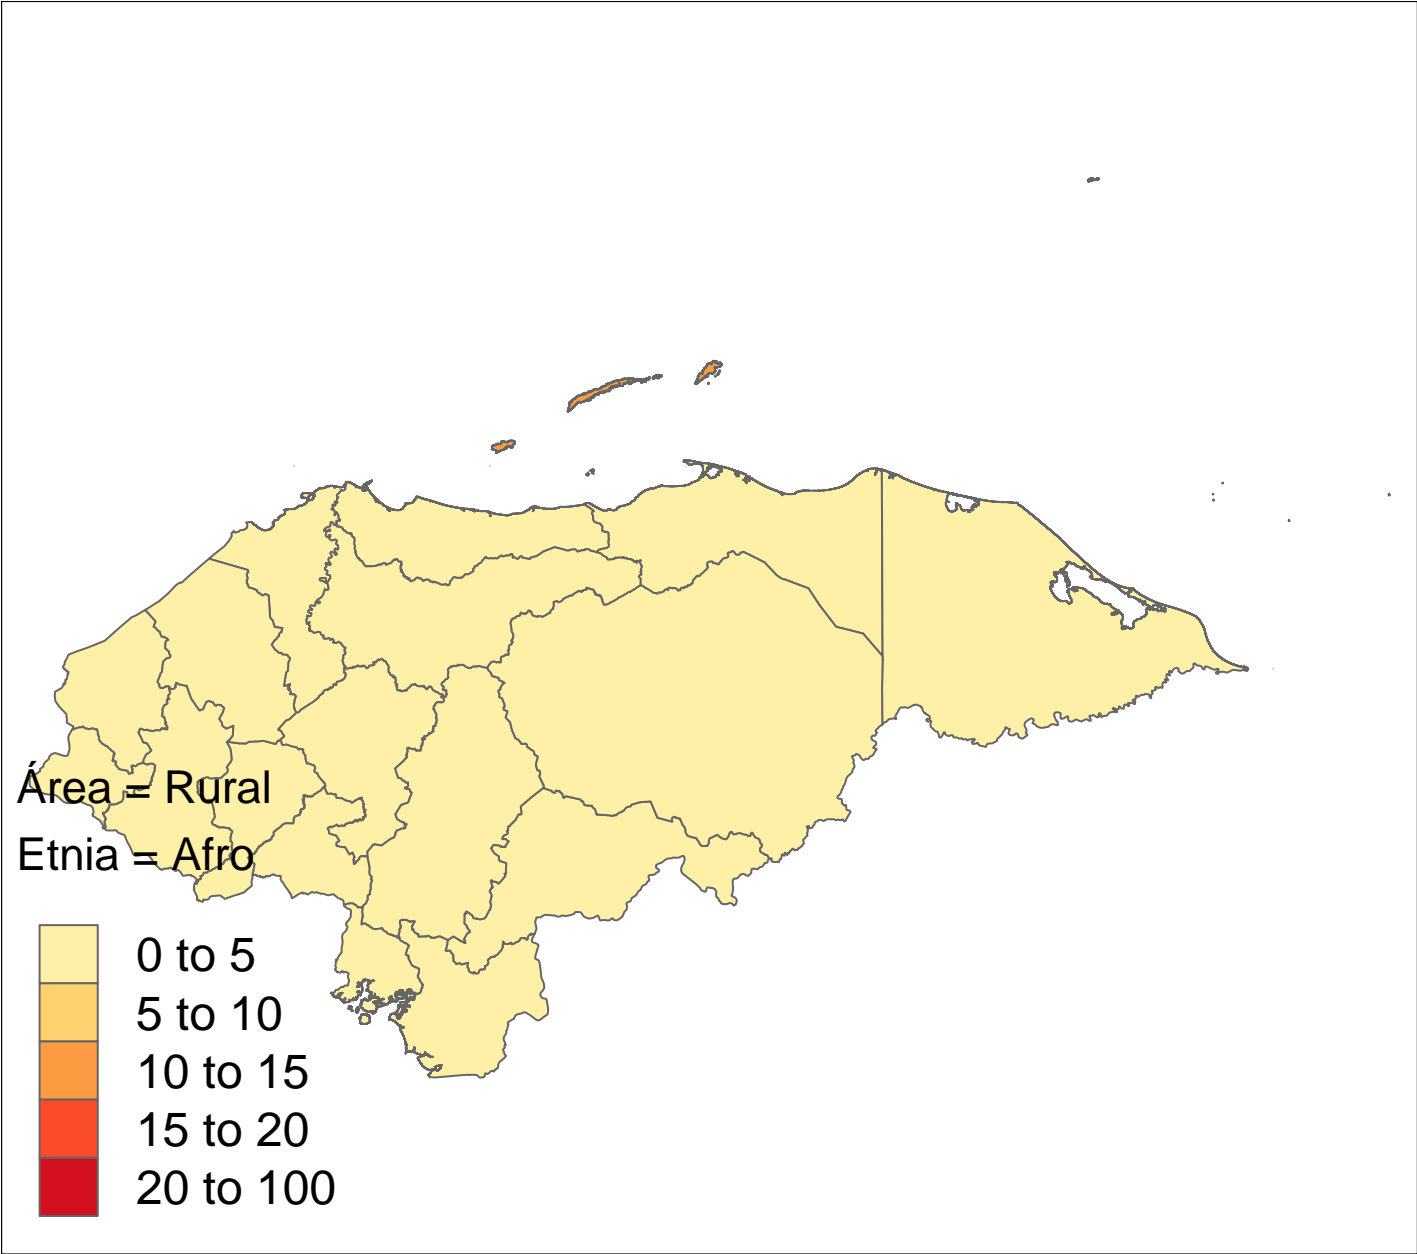 Área = Rural
Etnia = Afro
0 to 5
5 to 10
10 to 15
15 to 20
20 to 100